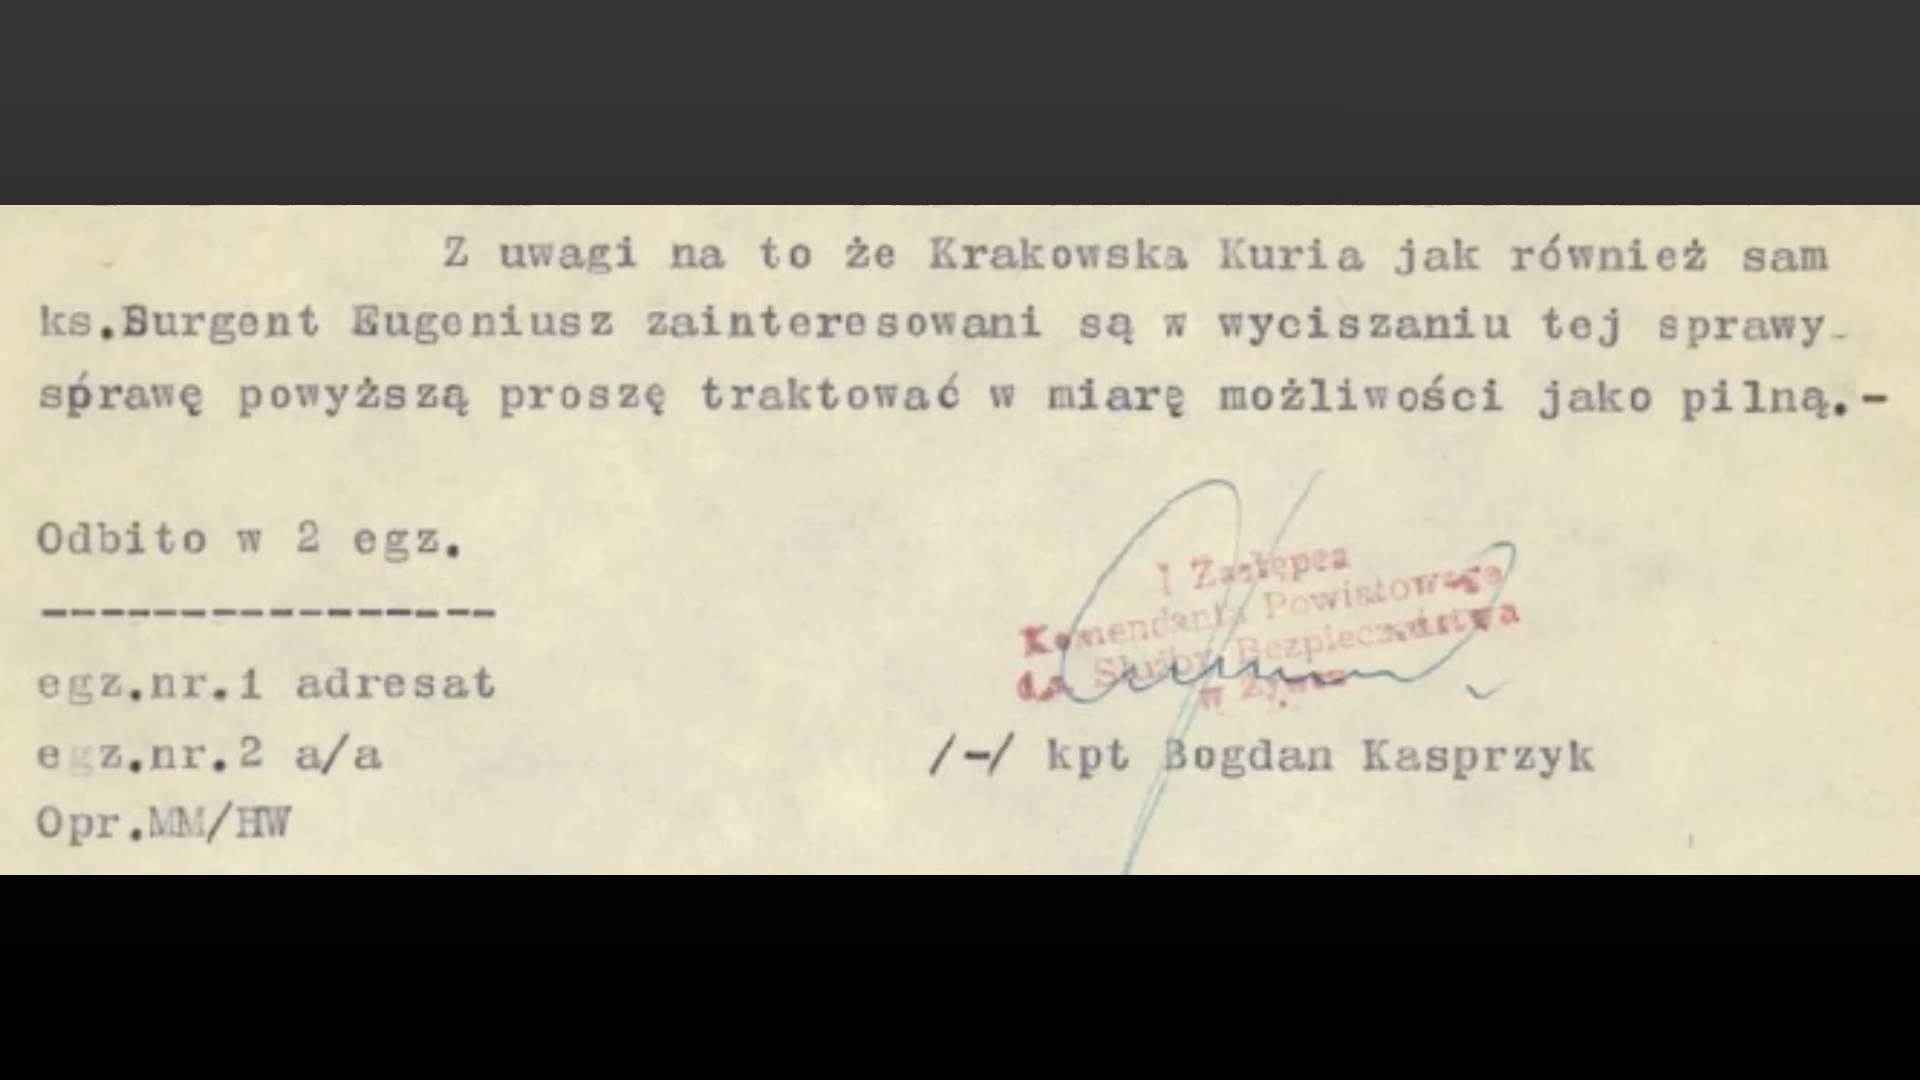 Z uwagi na to że Krakowska Kuria jak również sam
ks.Surgent Eugeniusz zainteresowani są w wyciszaniu tej sprawy-
sprawę powyższą proszę traktować w miarę możliwości jako pilną.-
Odbito w 2 egz.
----------------
egz.nr.1 adresat
egz.nr.2 a/a
Opr.MM/HW
I Zastępca
Komendanta Powiatowego
d/s Służby Bezpieczeństwa
w Żywcu
/-/ kpt Bogdan Kasprzyk